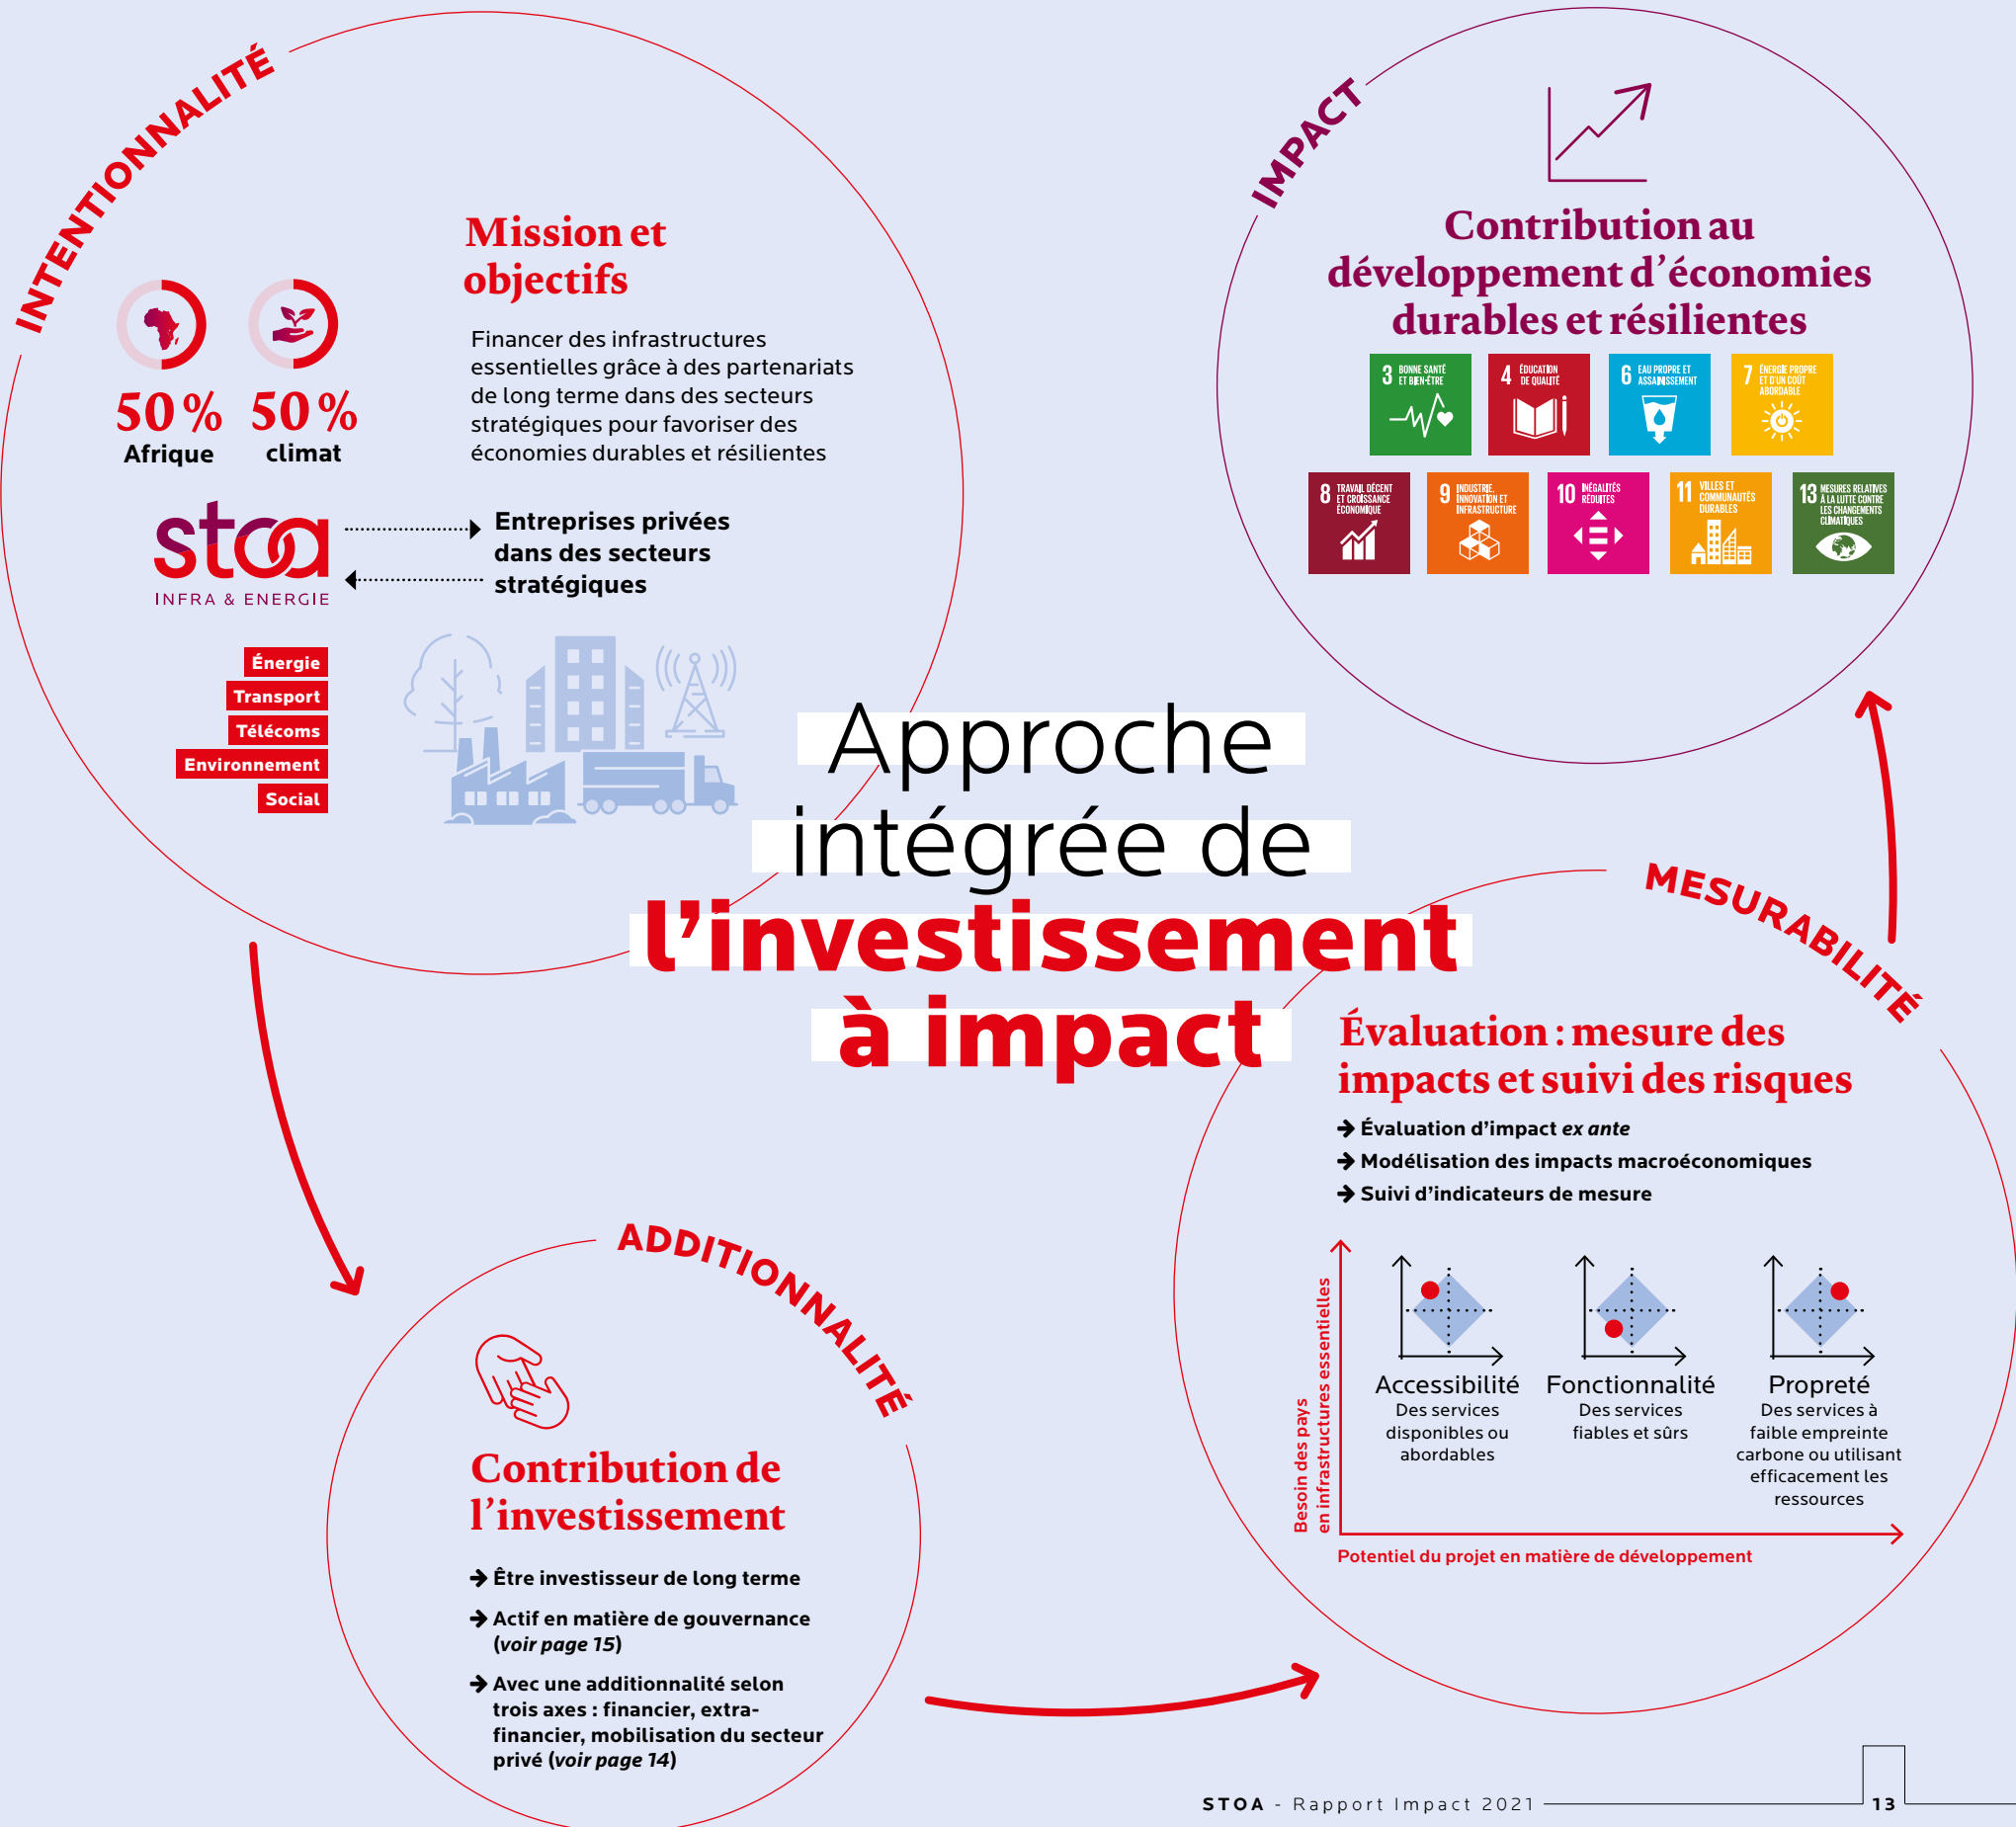 INTENTIONNALITÉ
Mission et
objectifs
Financer des infrastructures
essentielles grâce à des partenariats
de long terme dans des secteurs
stratégiques pour favoriser des
économies durables et résilientes
50 %
Afrique
50 %
climat
stoa
INFRA & ENERGIE
Entreprises privées
dans des secteurs
stratégiques
Énergie
Transport
Télécoms
Environnement
Social
Approche
intégrée de
l’investissement
à impact
IMPACT
Contribution au
développement d’économies
durables et résilientes
3 BONNE SANTÉ
ET BIEN-ÊTRE
4 ÉDUCATION
DE QUALITÉ
6 EAU PROPRE ET
ASSAINISSEMENT
7 ÉNERGIE PROPRE
ET D'UN COÛT
ABORDABLE
8 TRAVAIL DÉCENT
ET CROISSANCE
ÉCONOMIQUE
9 INDUSTRIE,
INNOVATION ET
INFRASTRUCTURE
10 INÉGALITÉS
RÉDUITES
11 VILLES ET
COMMUNAUTÉS
DURABLES
13 MESURES RELATIVES
À LA LUTTE CONTRE
LES CHANGEMENTS
CLIMATIQUES
ADDITIONNALITÉ
Contribution de
l’investissement
→ Être investisseur de long terme
→ Actif en matière de gouvernance
(voir page 15)
→ Avec une additionnalité selon
trois axes : financier, extra-
financier, mobilisation du secteur
privé (voir page 14)
MESURABILITÉ
Évaluation : mesure des
impacts et suivi des risques
→ Évaluation d’impact ex ante
→ Modélisation des impacts macroéconomiques
→ Suivi d’indicateurs de mesure
Besoin des pays
en infrastructures essentielles
Accessibilité
Des services
disponibles ou
abordables
Fonctionnalité
Des services
fiables et sûrs
Propreté
Des services à
faible empreinte
carbone ou utilisant
efficacement les
ressources
Potentiel du projet en matière de développement
STOA - Rapport Impact 2021
13